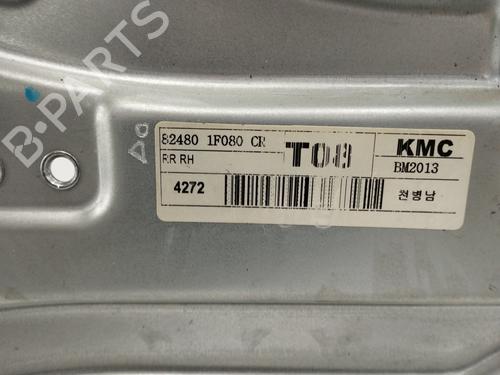 B-PARTS
82480 1F080 CR
RR RH
T08
KMC
BM2013
4272
천병남